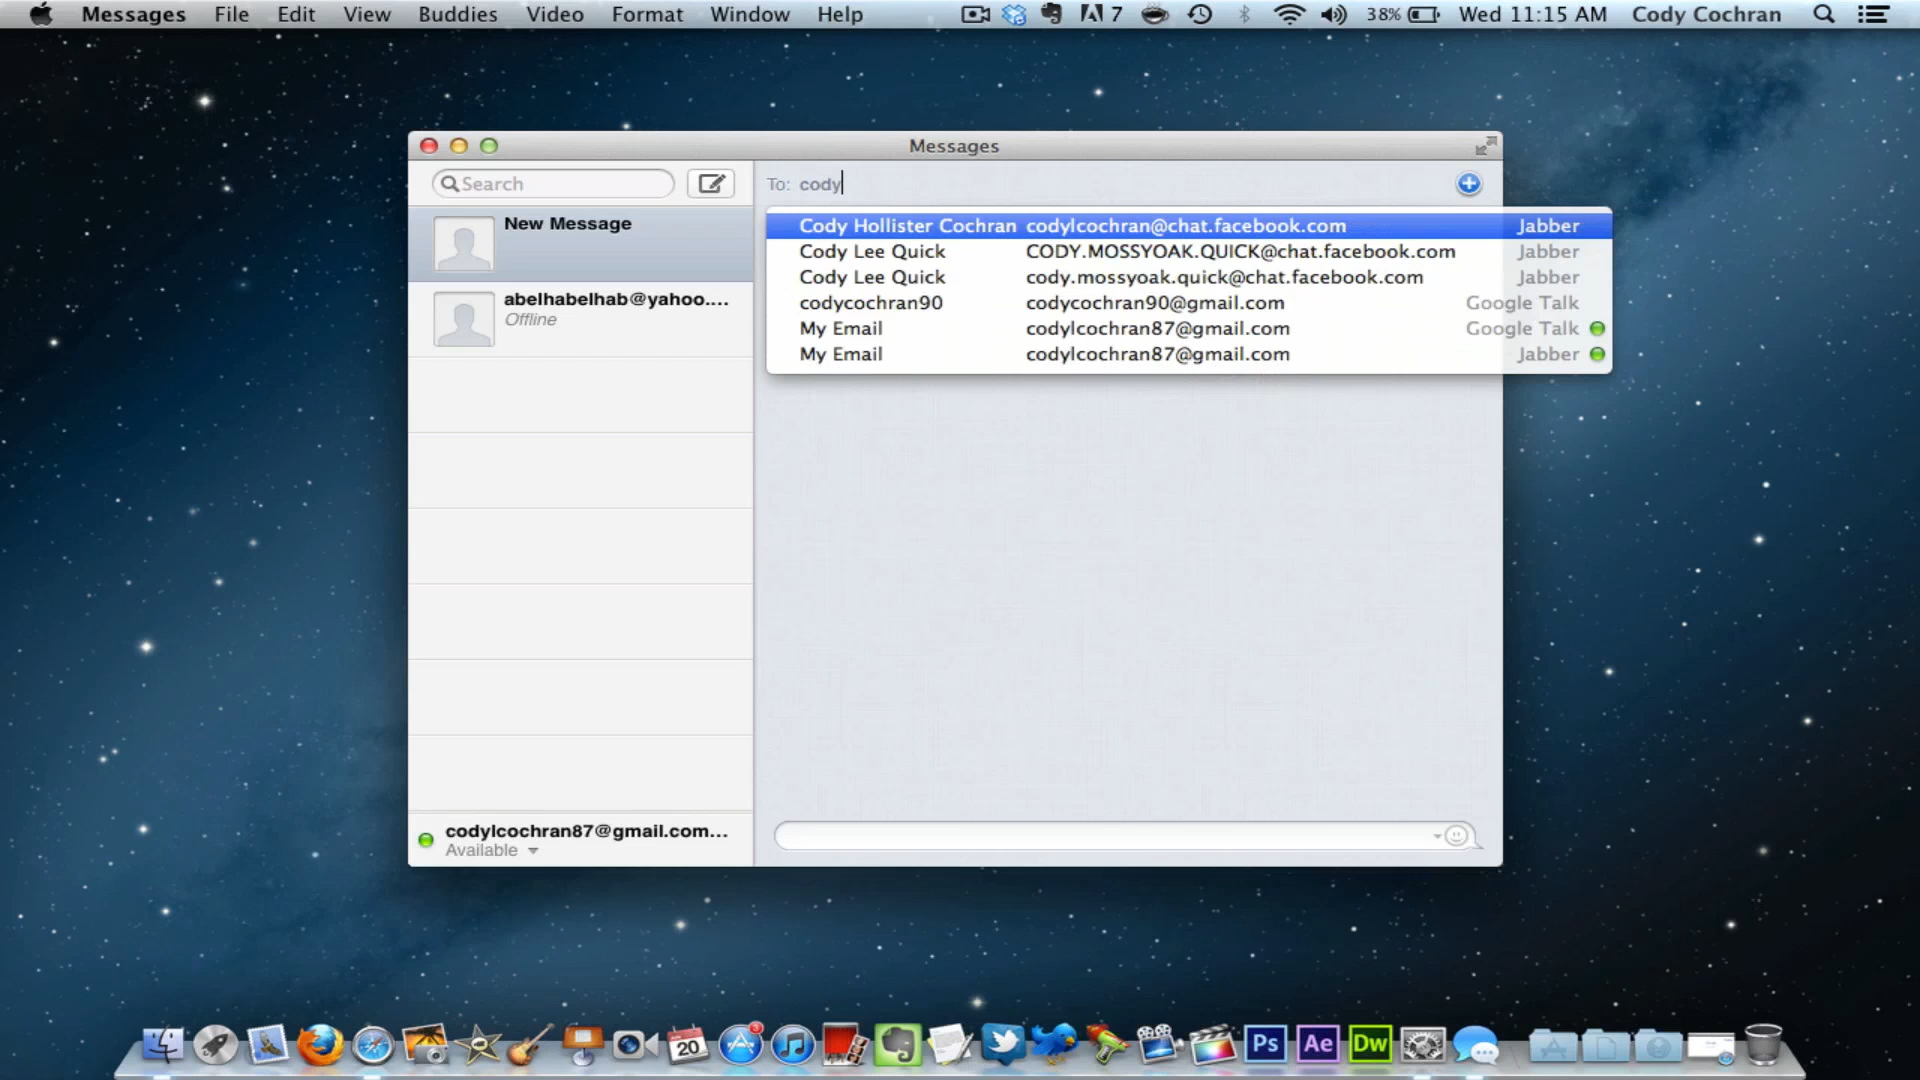 Messages File Edit View Buddies Video Format Window Help 7 38% Wed 11:15 AM Cody Cochran
Messages
Search
To: cody
New Message
abelhabelhab@yahoo....
Offline
Cody Hollister Cochran codylcochran@chat.facebook.com Jabber
Cody Lee Quick CODY.MOSSYOAK.QUICK@chat.facebook.com Jabber
Cody Lee Quick cody.mossyoak.quick@chat.facebook.com Jabber
codycochran90 codycochran90@gmail.com Google Talk
My Email codylcochran87@gmail.com Google Talk
My Email codylcochran87@gmail.com Jabber
codylcochran87@gmail.com...
Available
20
3
Ps
Ae
Dw